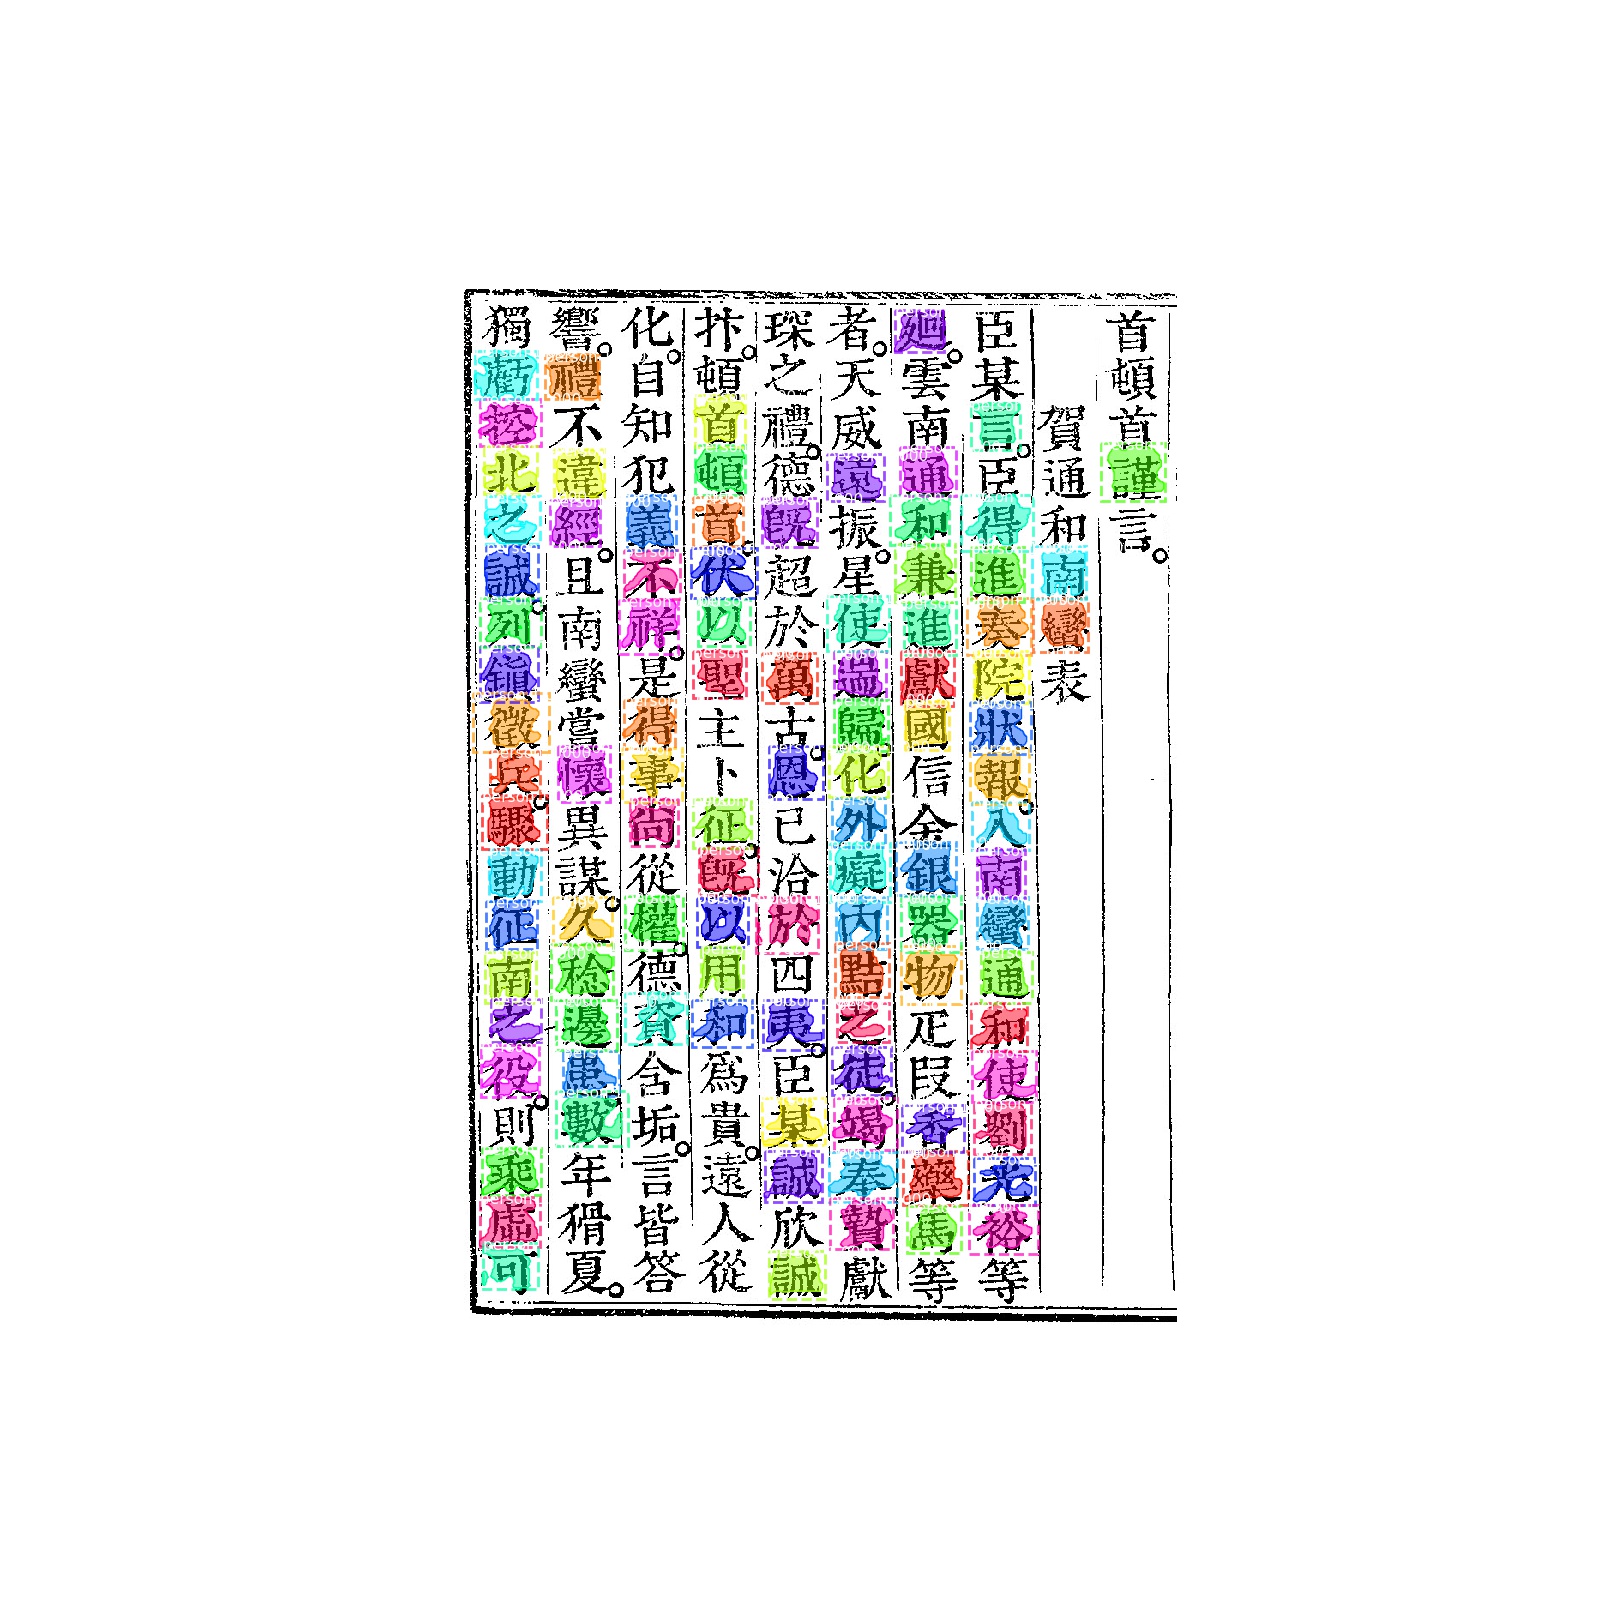 首頓首謹言。
賀通和南蠻表
臣某言。臣得進奏院狀報。入南蠻通和使劉光裕等
廻。雲南通和兼進獻國信金銀器物疋段香藥馬等
者。天威遠振。星使遄歸。化外癡內點之徒。竭奉贄獻
琛之禮。德旣超於萬古。恩已洽於四夷。臣某誠欣誠
抃。頓首頓首。伏以聖主卜征。旣以用和爲貴。遠人從
化。自知犯義不祥。是得事尙從權。德資含垢。言皆答
響。禮不違經。且南蠻嘗懷異謀。久稔邊患。數年猾夏。
獨虧拱北之誠。列鎭徵兵。驟動征南之役。則乘虛可